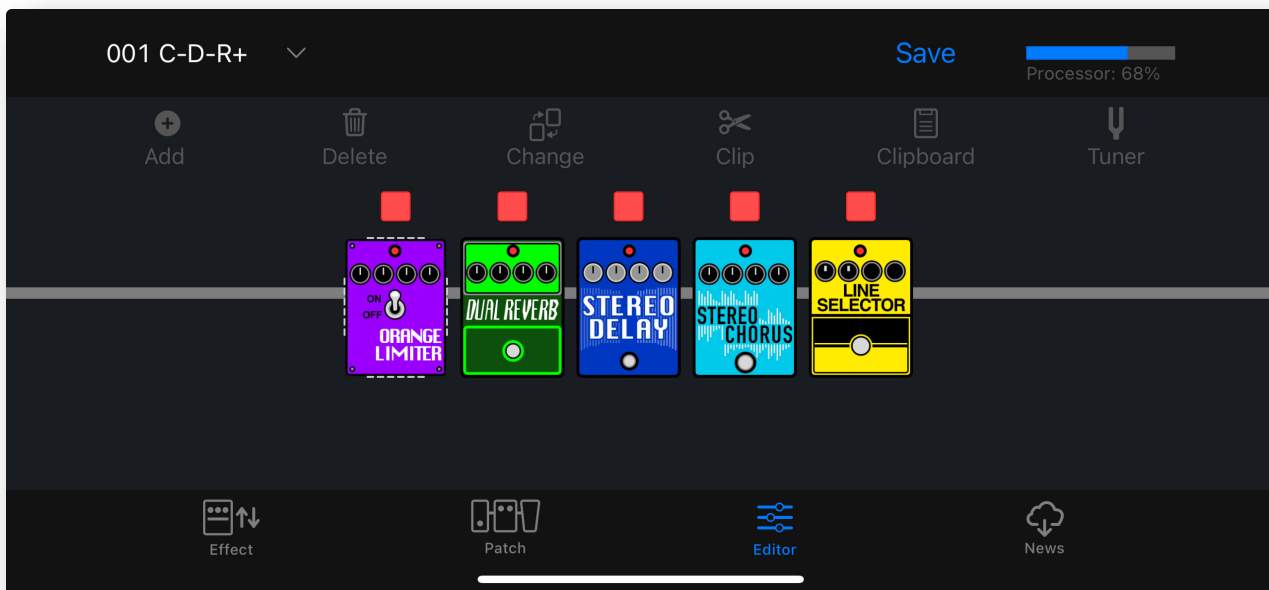 001 C-D-R+
Save
Processor: 68%
Add
Delete
Change
Clip
Clipboard
Tuner
ON
OFF
ORANGE
LIMITER
DUAL REVERB
STEREO
DELAY
STEREO
CHORUS
LINE
SELECTOR
Effect
Patch
Editor
News